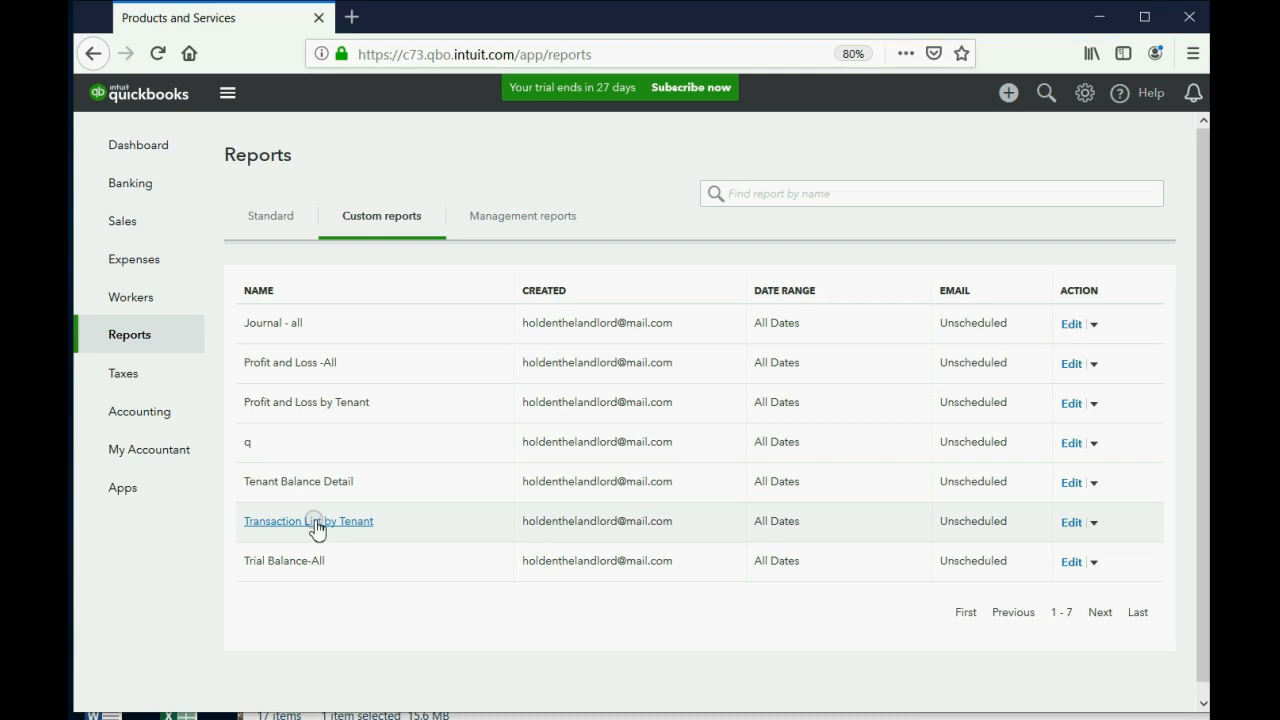 Products and Services
https://c73.qbo.intuit.com/app/reports
80%
intuit
quickbooks
Your trial ends in 27 days Subscribe now
Help
Dashboard
Banking
Sales
Expenses
Workers
Reports
Taxes
Accounting
My Accountant
Apps
Reports
Find report by name
Standard Custom reports Management reports
NAME CREATED DATE RANGE EMAIL ACTION
Journal - all holdenthelandlord@mail.com All Dates Unscheduled Edit
Profit and Loss -All holdenthelandlord@mail.com All Dates Unscheduled Edit
Profit and Loss by Tenant holdenthelandlord@mail.com All Dates Unscheduled Edit
q holdenthelandlord@mail.com All Dates Unscheduled Edit
Tenant Balance Detail holdenthelandlord@mail.com All Dates Unscheduled Edit
Transaction List by Tenant holdenthelandlord@mail.com All Dates Unscheduled Edit
Trial Balance-All holdenthelandlord@mail.com All Dates Unscheduled Edit
First Previous 1 - 7 Next Last
17 items 1 item selected 15.6 MB